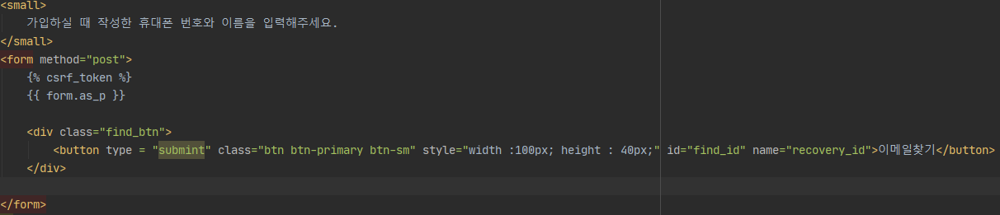 <small>
가입하실 때 작성한 휴대폰 번호와 이름을 입력해주세요.
</small>
<form method="post">
{% csrf_token %}
{{ form.as_p }}
<div class="find_btn">
<button type = "submint" class="btn btn-primary btn-sm" style="width :100px; height : 40px;" id="find_id" name="recovery_id">이메일찾기</button>
</div>
</form>